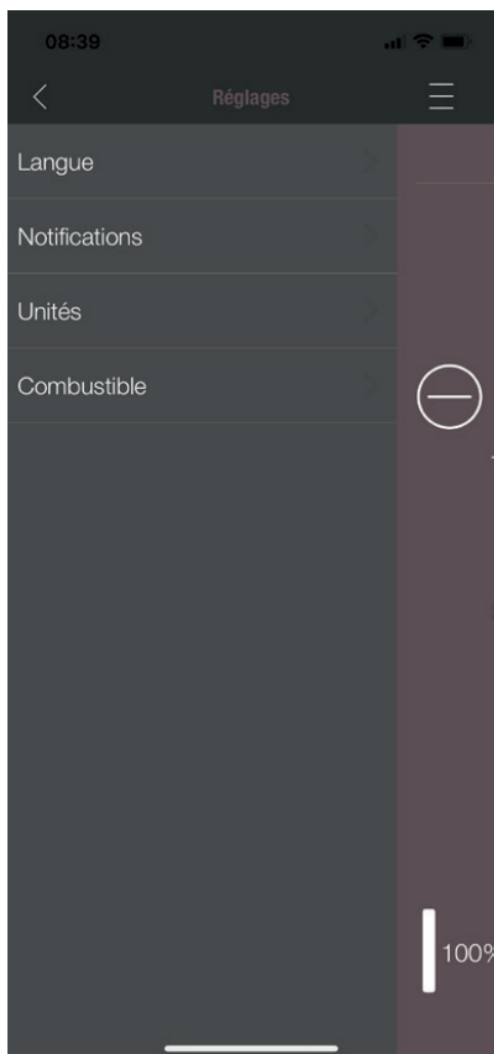 08:39
Réglages
Langue
Notifications
Unités
Combustible
100%